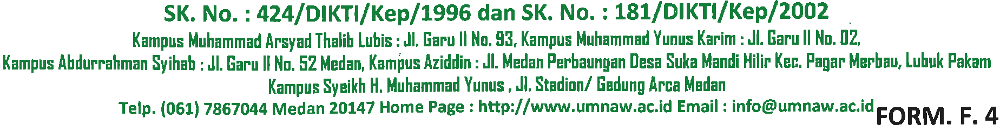 SK. No. : 424/DIKTI/Kep/1996 dan SK. No. : 181/DIKTI/Kep/2002
Kampus Muhammad Arsyad Thalib Lubis : Jl. Garu II No. 93, Kampus Muhammad Yunus Karim : Jl. Garu II No. 02,
Kampus Abdurrahman Syihab : Jl. Garu II No. 52 Medan, Kampus Aziddin : Jl. Medan Perbaungan Desa Suka Mandi Hilir Kec. Pagar Merbau, Lubuk Pakam
Kampus Syeikh H. Muhammad Yunus , Jl. Stadion/ Gedung Arca Medan
Telp. (061) 7867044 Medan 20147 Home Page : http://www.umnaw.ac.id Email : info@umnaw.ac.id
FORM. F. 4